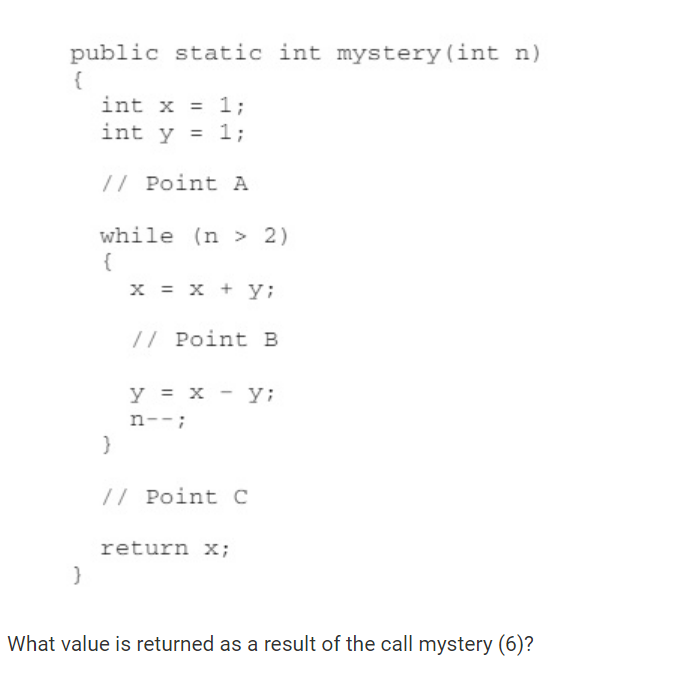 public static int mystery(int n)
{
int x = 1;
int y = 1;
// Point A
while (n > 2)
{
x = x + y;
// Point B
y = x - y;
n--;
}
// Point C
return x;
}
What value is returned as a result of the call mystery (6)?